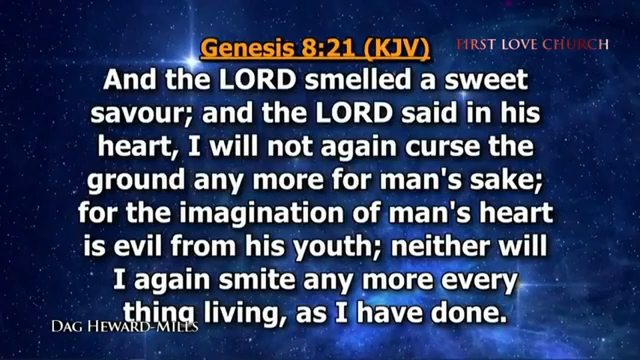 Genesis 8:21 (KJV)
FIRST LOVE CHURCH
And the LORD smelled a sweet
savour; and the LORD said in his
heart, I will not again curse the
ground any more for man's sake;
for the imagination of man's heart
is evil from his youth; neither will
I again smite any more every
thing living, as I have done.
DAG HEWARD-MILLS